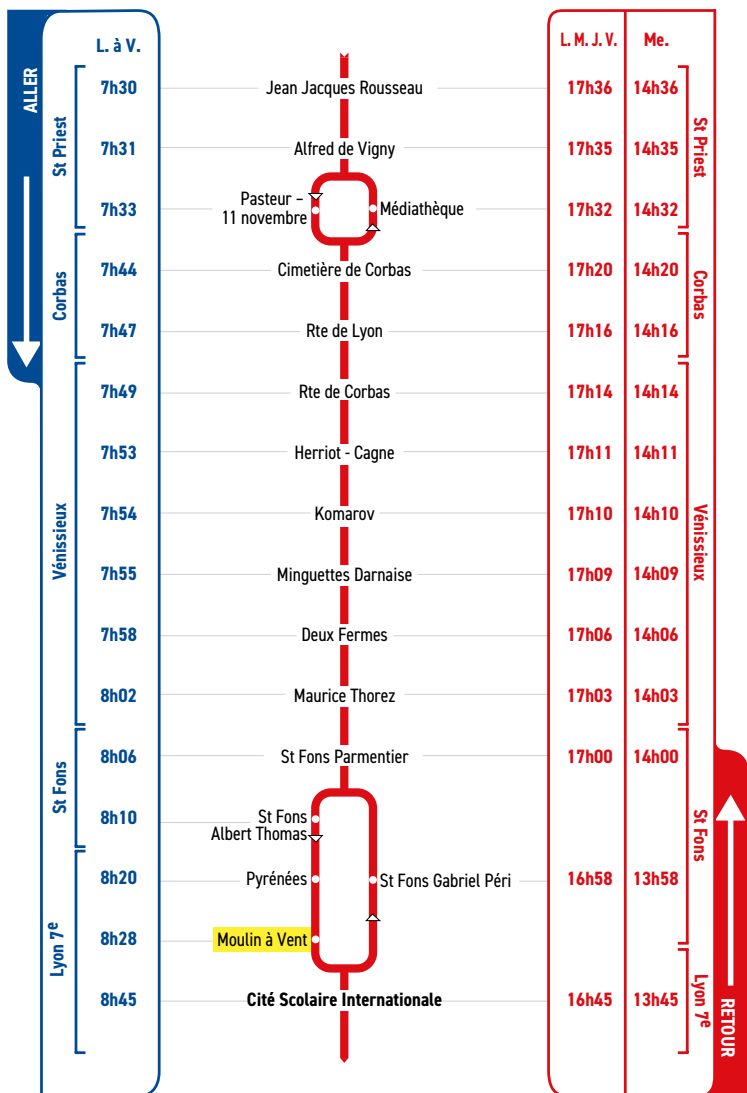 ALLER
L. à V.
L. M. J. V. Me.
St Priest
7h30 Jean Jacques Rousseau 17h36 14h36
7h31 Alfred de Vigny 17h35 14h35
St Priest
Pasteur –
7h33 11 novembre Médiathèque 17h32 14h32
Corbas
7h44 Cimetière de Corbas 17h20 14h20
Corbas
7h47 Rte de Lyon 17h16 14h16
Vénissieux
7h49 Rte de Corbas 17h14 14h14
7h53 Herriot - Cagne 17h11 14h11
7h54 Komarov 17h10 14h10
Vénissieux
7h55 Minguettes Darnaise 17h09 14h09
7h58 Deux Fermes 17h06 14h06
8h02 Maurice Thorez 17h03 14h03
St Fons
8h06 St Fons Parmentier 17h00 14h00
8h10 St Fons
Albert Thomas
St Fons
8h20 Pyrénées St Fons Gabriel Péri 16h58 13h58
Lyon 7e
8h28 Moulin à Vent
8h45 Cité Scolaire Internationale 16h45 13h45
Lyon 7e
RETOUR